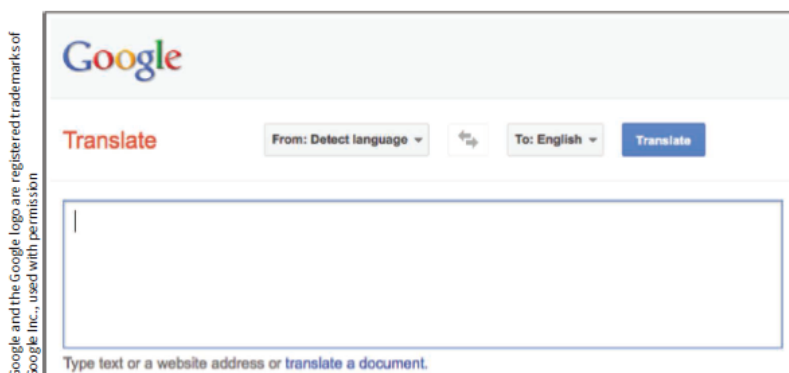 Google and the Google logo are registered trademarks of
Google Inc., used with permission
Google
Translate
From: Detect language
To: English
Translate
Type text or a website address or translate a document.